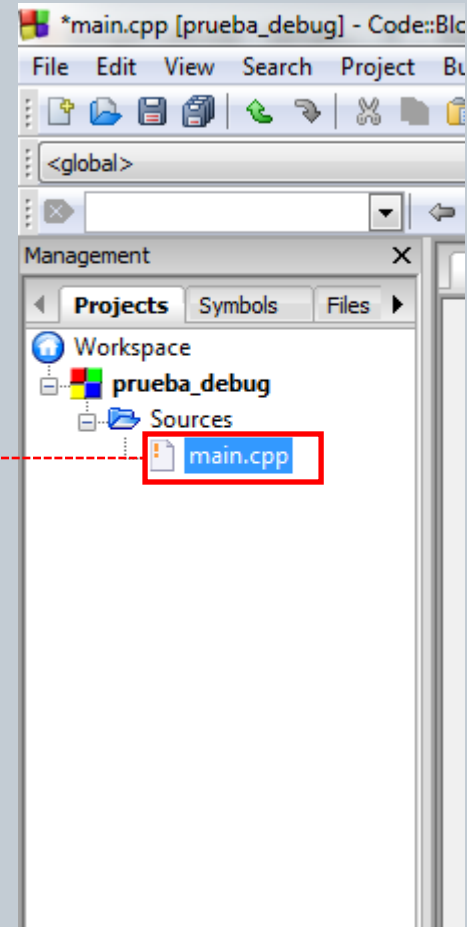 *main.cpp [prueba_debug] - Code::Blo
File Edit View Search Project Bu
<global>
Management X
Projects Symbols Files
Workspace
prueba_debug
Sources
main.cpp